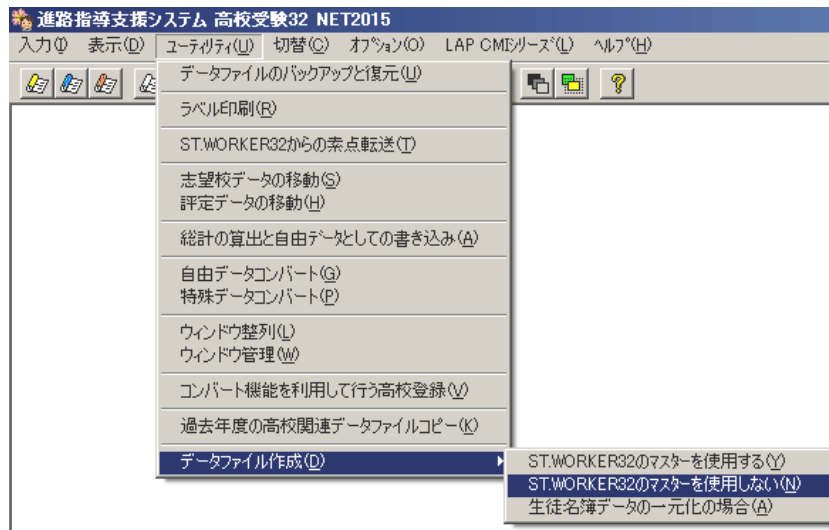 進路指導支援システム 高校受験32 NET2015
入力(I) 表示(D) ユーティリティ(U) 切替(C) オプション(O) LAP CMIシリーズ(L) ヘルプ(H)
データファイルのバックアップと復元(U)
ラベル印刷(R)
ST.WORKER32からの素点転送(T)
志望校データの移動(S)
評定データの移動(H)
総計の算出と自由データとしての書き込み(A)
自由データコンバート(G)
特殊データコンバート(P)
ウィンドウ整列(L)
ウィンドウ管理(W)
コンバート機能を利用して行う高校登録(V)
過去年度の高校関連データファイルコピー(K)
データファイル作成(D)
ST.WORKER32のマスターを使用する(Y)
ST.WORKER32のマスターを使用しない(N)
生徒名簿データの一元化の場合(A)